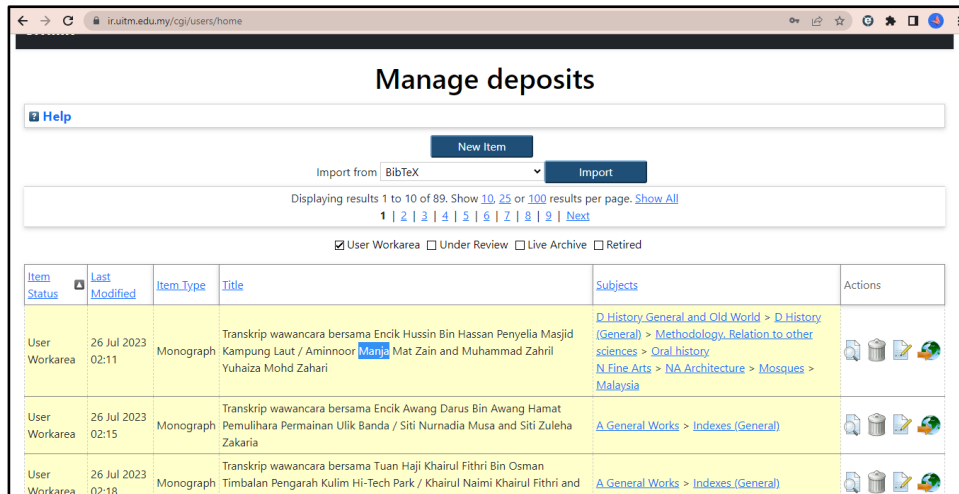 ir.uitm.edu.my/cgi/users/home
Manage deposits
Help
New Item
Import from BibTeX Import
Displaying results 1 to 10 of 89. Show 10, 25 or 100 results per page. Show All
1 | 2 | 3 | 4 | 5 | 6 | 7 | 8 | 9 | Next
User Workarea Under Review Live Archive Retired
Item Status Last Modified Item Type Title Subjects Actions
User Workarea
26 Jul 2023 02:11
Monograph
Transkrip wawancara bersama Encik Hussin Bin Hassan Penyelia Masjid
Kampung Laut / Aminnoor Manja Mat Zain and Muhammad Zahril
Yuhaiza Mohd Zahari
D History General and Old World > D History
(General) > Methodology. Relation to other
sciences > Oral history
N Fine Arts > NA Architecture > Mosques >
Malaysia
User Workarea
26 Jul 2023 02:15
Monograph
Transkrip wawancara bersama Encik Awang Darus Bin Awang Hamat
Pemulihara Permainan Ulik Banda / Siti Nurnadia Musa and Siti Zuleha
Zakaria
A General Works > Indexes (General)
User Workarea
26 Jul 2023 02:18
Monograph
Transkrip wawancara bersama Tuan Haji Khairul Fithri Bin Osman
Timbalan Pengarah Kulim Hi-Tech Park / Khairul Naimi Khairul Fithri and
A General Works > Indexes (General)